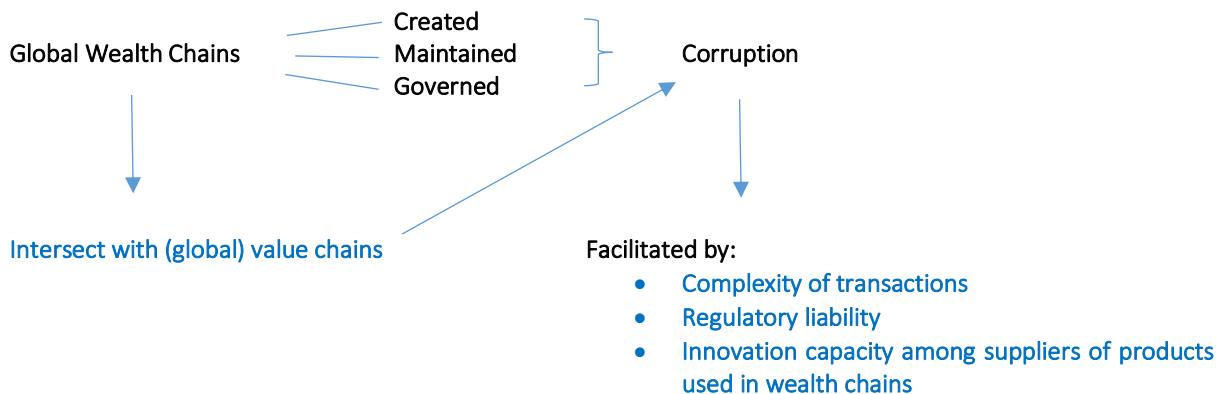 Created
Global Wealth Chains
Maintained
Corruption
Governed
Intersect with (global) value chains
Facilitated by:
• Complexity of transactions
• Regulatory liability
• Innovation capacity among suppliers of products
used in wealth chains